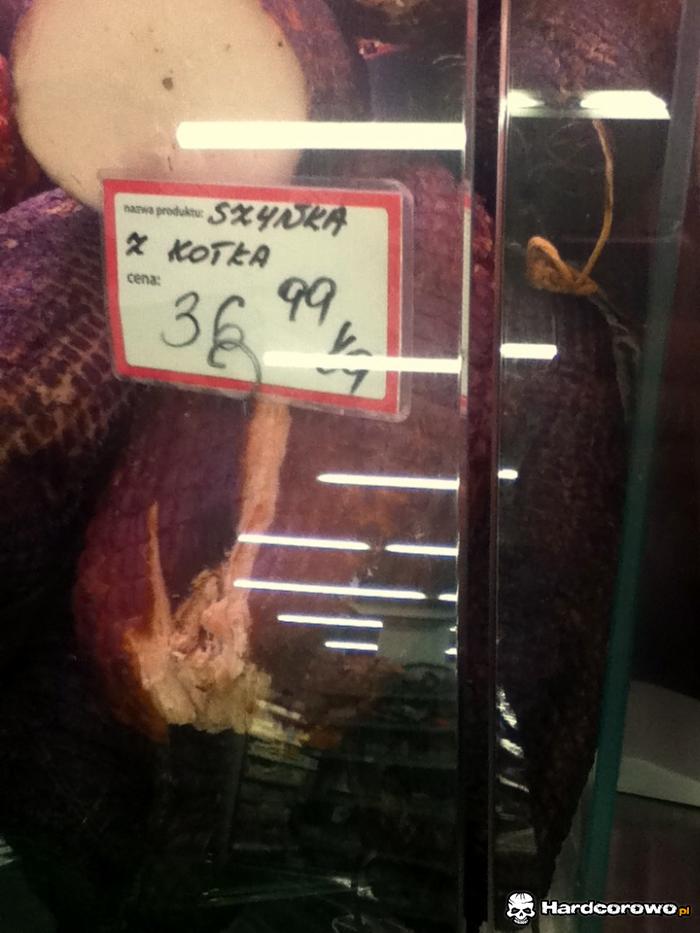 nazwa produktu: SZYNKA
Z KOTKA
cena:
36 99
kg
Hardcorowo.pl